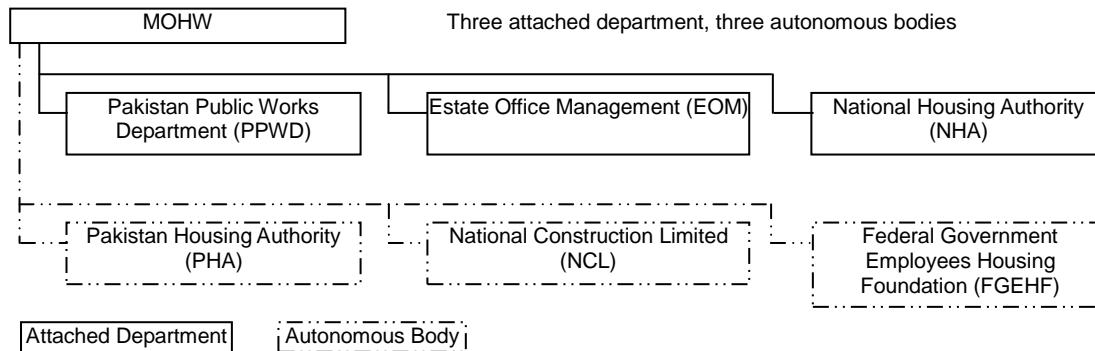 MOHW
Three attached department, three autonomous bodies
Pakistan Public Works
Department (PPWD)
Estate Office Management (EOM)
National Housing Authority
(NHA)
Pakistan Housing Authority
(PHA)
National Construction Limited
(NCL)
Federal Government
Employees Housing
Foundation (FGEHF)
Attached Department
Autonomous Body